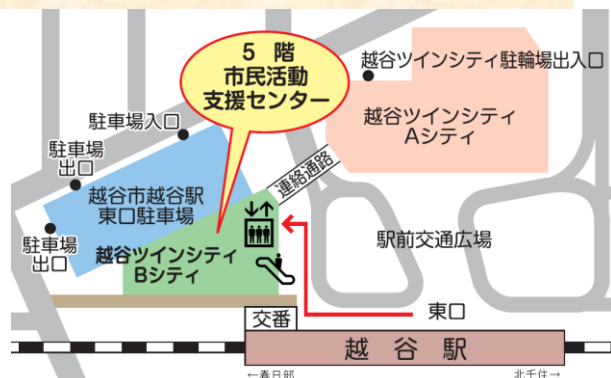 5 階
市民活動
支援センター
越谷ツインシティ駐輪場出入口
越谷ツインシティ
Aシティ
駐車場入口
駐車場
出口
越谷市越谷駅
東口駐車場
連絡通路
駐車場
出口
越谷ツインシティ
Bシティ
駅前交通広場
東口
交番
越 谷 駅
←春日部
北千住→